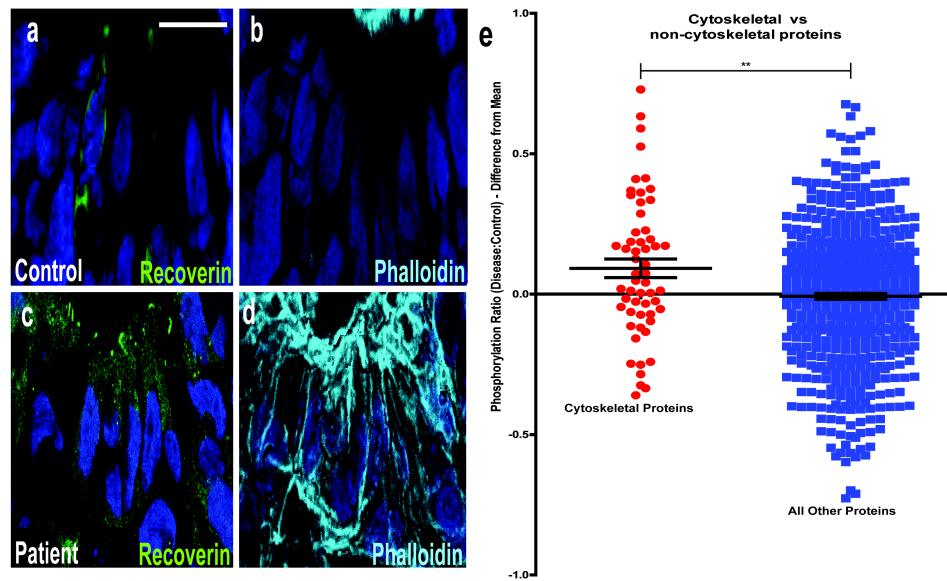 a
b
Control
Recoverin
Phalloidin
c
d
Patient
Recoverin
Phalloidin
e
Cytoskeletal vs
non-cytoskeletal proteins
**
Phosphorylation Ratio (Disease:Control) - Difference from Mean
1.0
0.5
0.0
-0.5
-1.0
Cytoskeletal Proteins
All Other Proteins